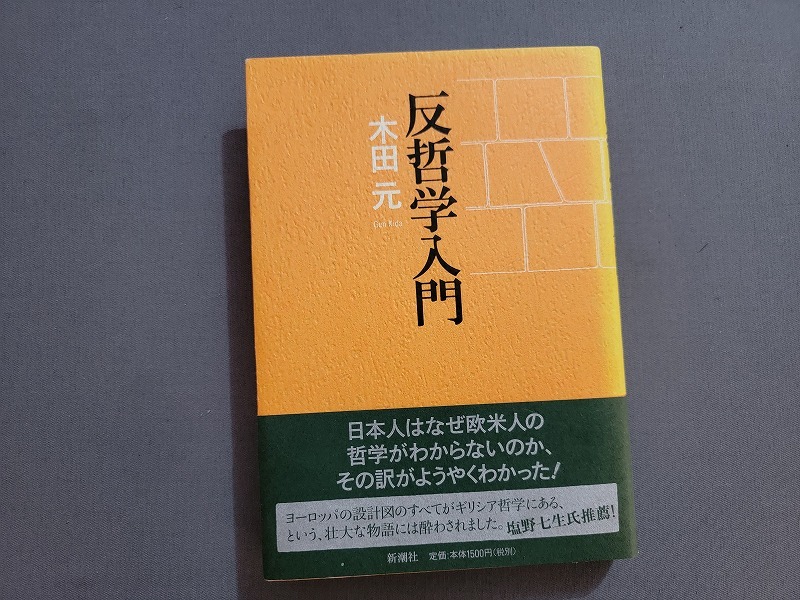 反哲学入門
木田 元
Gen Kida
日本人はなぜ欧米人の
哲学がわからないのか、
その訳がようやくわかった!
ヨーロッパの設計図のすべてがギリシア哲学にある、
という、壮大な物語には酔わされました。塩野七生氏推薦!
新潮社 定価:本体1500円(税別)